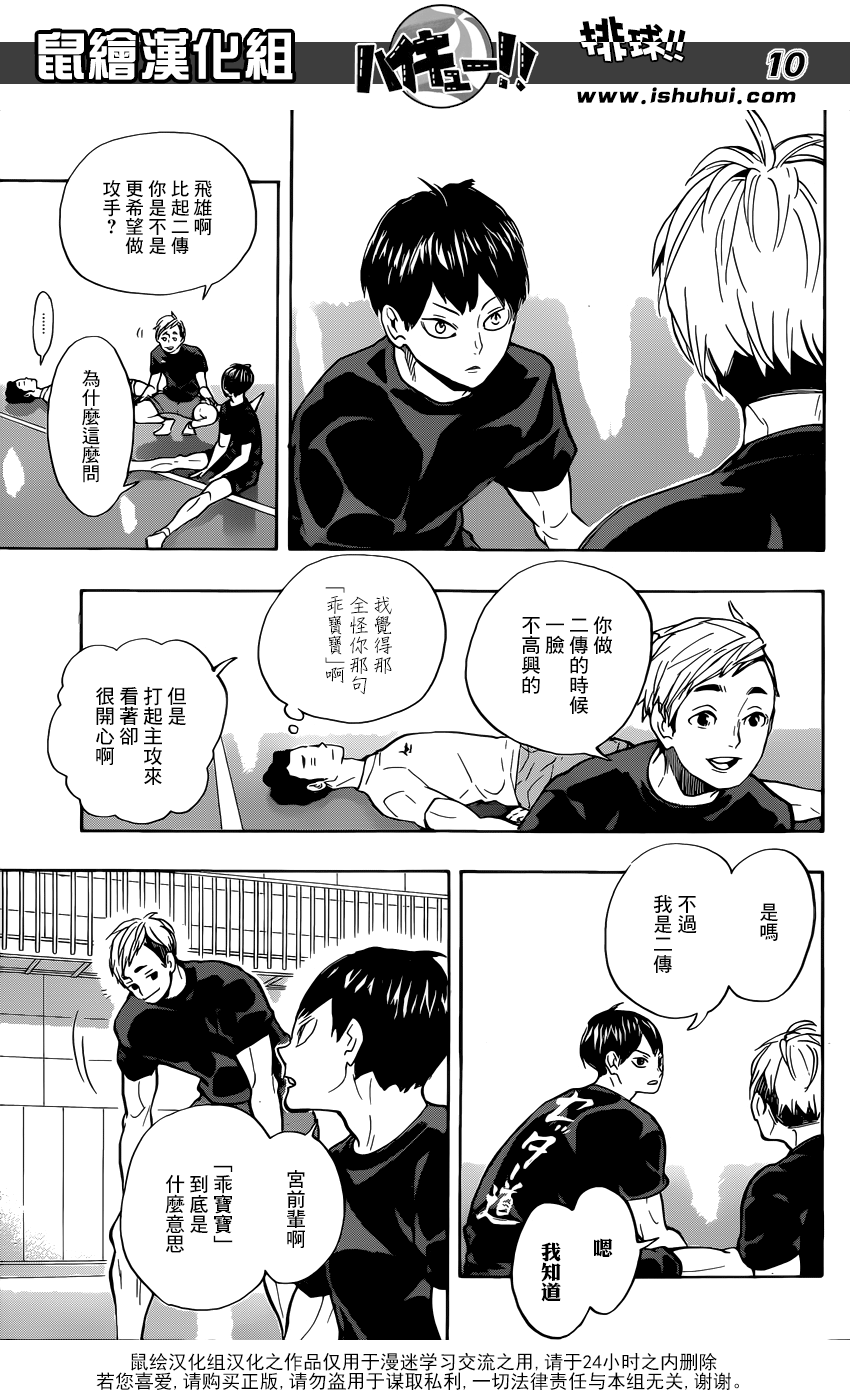 鼠繪漢化組
ハイキュー!!
排球!!
10
www.ishuhui.com
飛雄啊
比起二傳
你是不是
更希望做
攻手?
……
為什麼這麼問
你做
二傳的時候
一臉
不高興的
我覺得那
全怪你那句
「乖寶寶」啊
但是
打起主攻來
看著卻
很開心啊
是嗎
不過
我是二傳
セッター道
嗯
我知道
宮前輩啊
「乖寶寶」
到底是
什麼意思
鼠绘汉化组汉化之作品仅用于漫迷学习交流之用,请于24小时之内删除
若您喜爱,请购买正版,请勿盗用于谋取私利,一切法律责任与本组无关,谢谢。